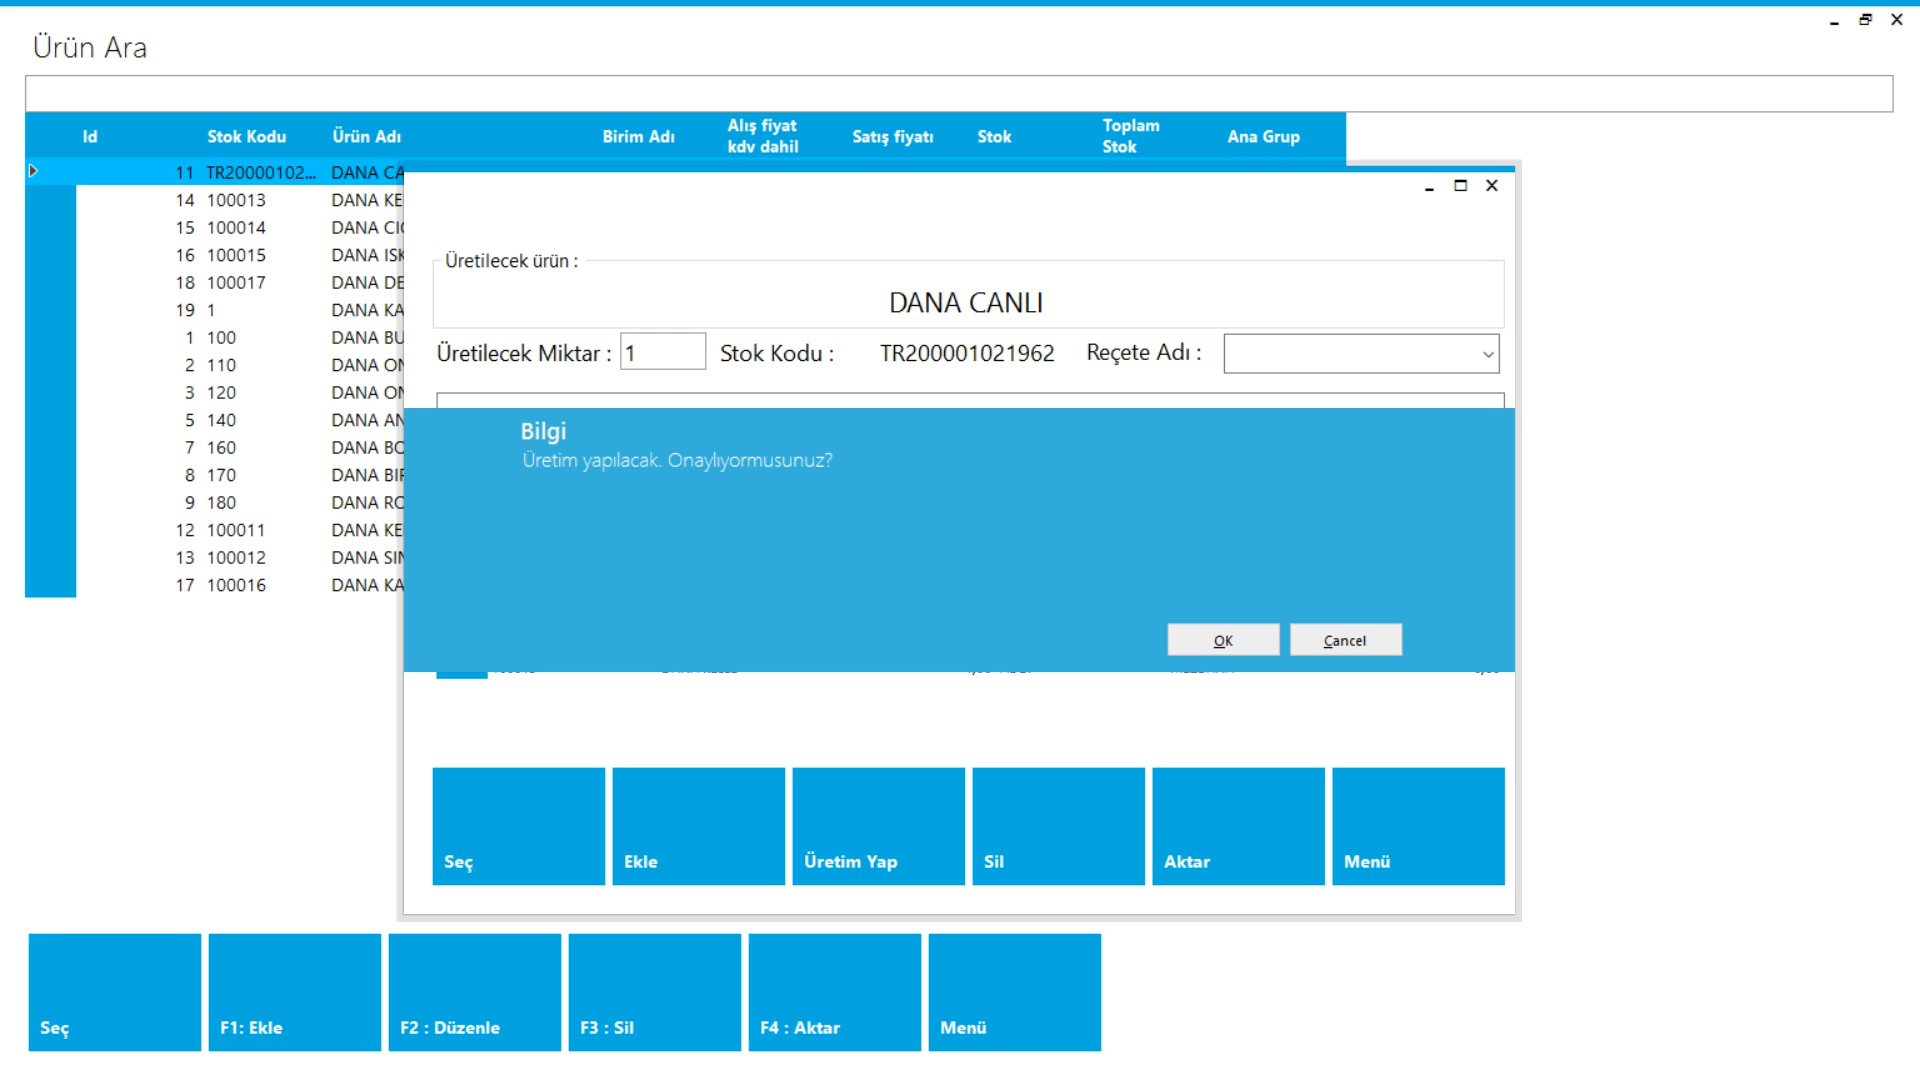 Ürün Ara
Id Stok Kodu Ürün Adı Birim Adı Alış fiyat kdv dahil Satış fiyatı Stok Toplam Stok Ana Grup
11 TR20000102... DANA CA
14 100013 DANA KE
15 100014 DANA CI
16 100015 DANA ISK
18 100017 DANA DE
19 1 DANA KA
1 100 DANA BU
2 110 DANA ON
3 120 DANA ON
5 140 DANA AN
7 160 DANA BO
8 170 DANA BIF
9 180 DANA RO
12 100011 DANA KE
13 100012 DANA SIN
17 100016 DANA KA
Üretilecek ürün :
DANA CANLI
Üretilecek Miktar : 1 Stok Kodu : TR200001021962 Reçete Adı :
Bilgi
Üretim yapılacak. Onaylıyormusunuz?
OK Cancel
Seç Ekle Üretim Yap Sil Aktar Menü
Seç F1: Ekle F2 : Düzenle F3 : Sil F4 : Aktar Menü